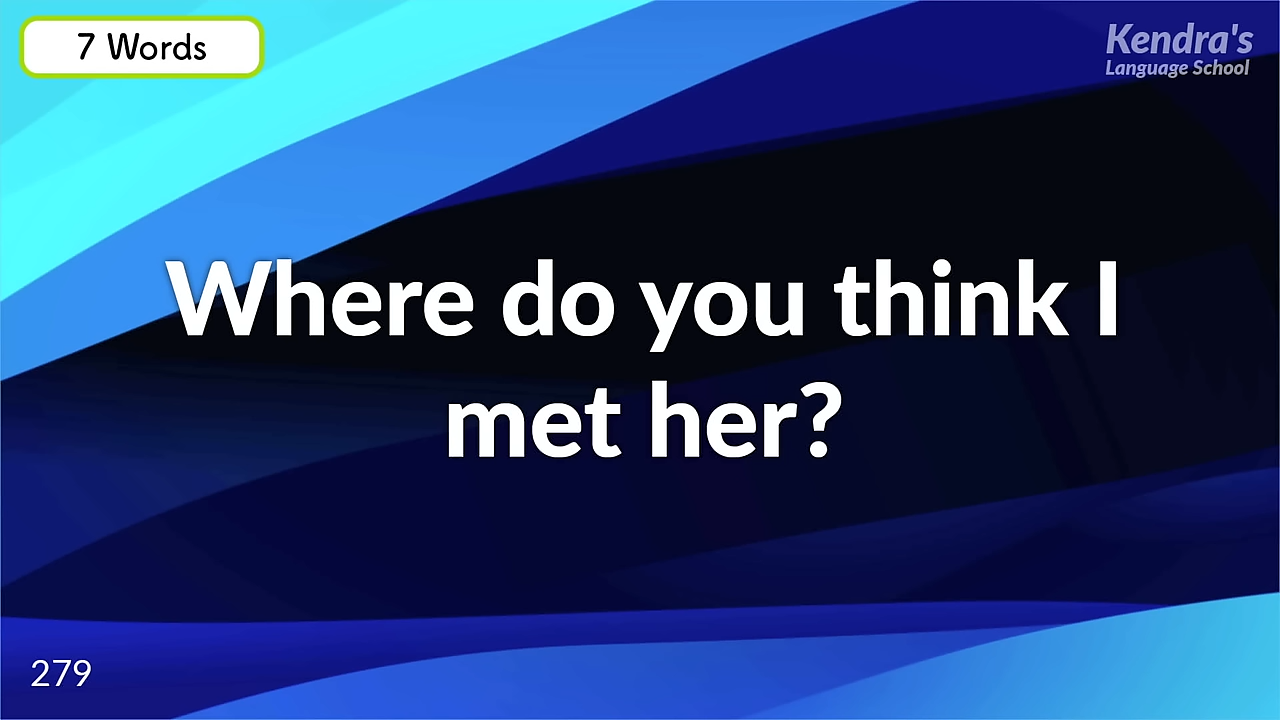 7 Words
Kendra's
Language School
Where do you think I
met her?
279